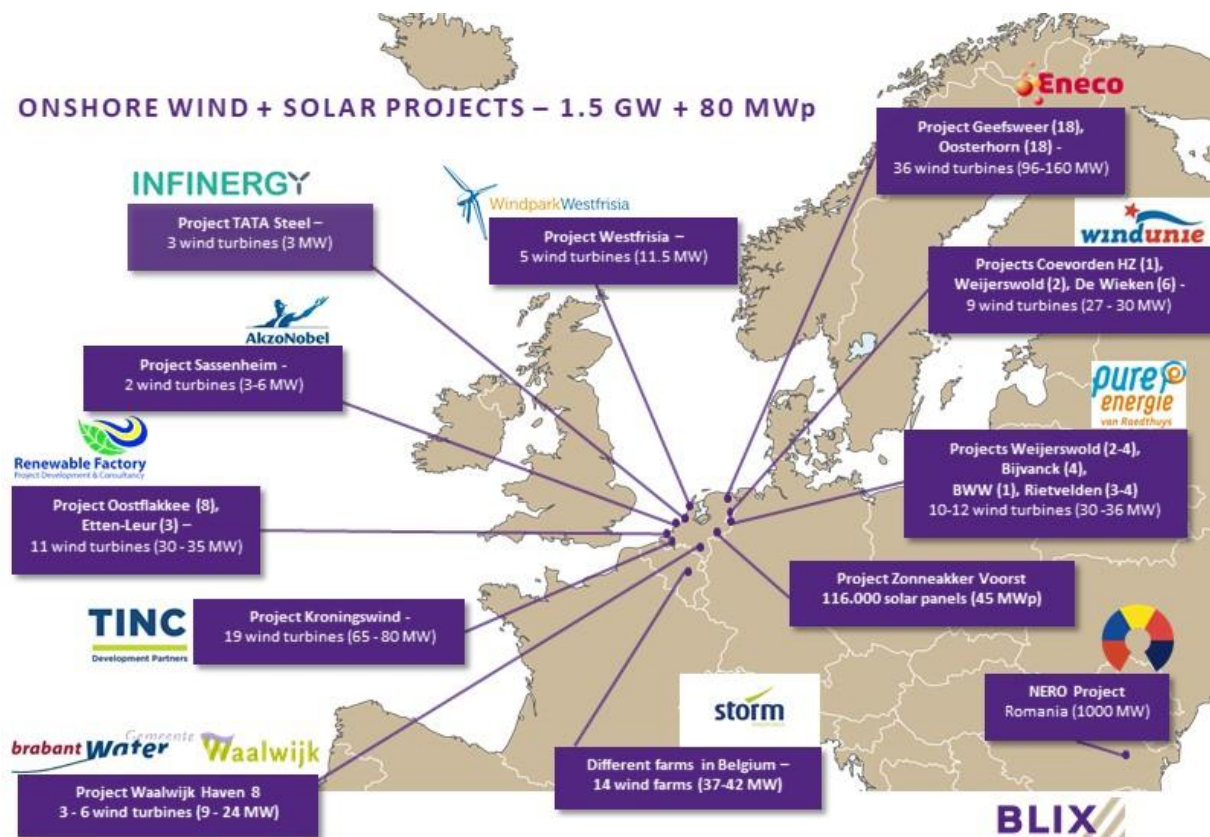 ONSHORE WIND + SOLAR PROJECTS – 1.5 GW + 80 MWp
Eneco
Project Geefsweer (18),
Oosterhorn (18) -
36 wind turbines (96-160 MW)
INFINERGY
Project TATA Steel –
3 wind turbines (3 MW)
WindparkWestfrisia
Project Westfrisia –
5 wind turbines (11.5 MW)
windunie
Projects Coevorden HZ (1),
Weijerswold (2), De Wieken (6) -
9 wind turbines (27 - 30 MW)
AkzoNobel
Project Sassenheim -
2 wind turbines (3-6 MW)
pure energie
van Raedthuys
Projects Weijerswold (2-4),
Bijvanck (4),
BWW (1), Rietvelden (3-4)
10-12 wind turbines (30 -36 MW)
Renewable Factory
Project Development & Consultancy
Project Oostflakkee (8),
Etten-Leur (3) –
11 wind turbines (30 - 35 MW)
Project Zonneakker Voorst
116.000 solar panels (45 MWp)
TINC
Development Partners
Project Kroningswind -
19 wind turbines (65 - 80 MW)
NERO Project
Romania (1000 MW)
storm
Different farms in Belgium –
14 wind farms (37-42 MW)
brabant Water
Gemeente
Waalwijk
Project Waalwijk Haven 8
3 - 6 wind turbines (9 - 24 MW)
BLIX